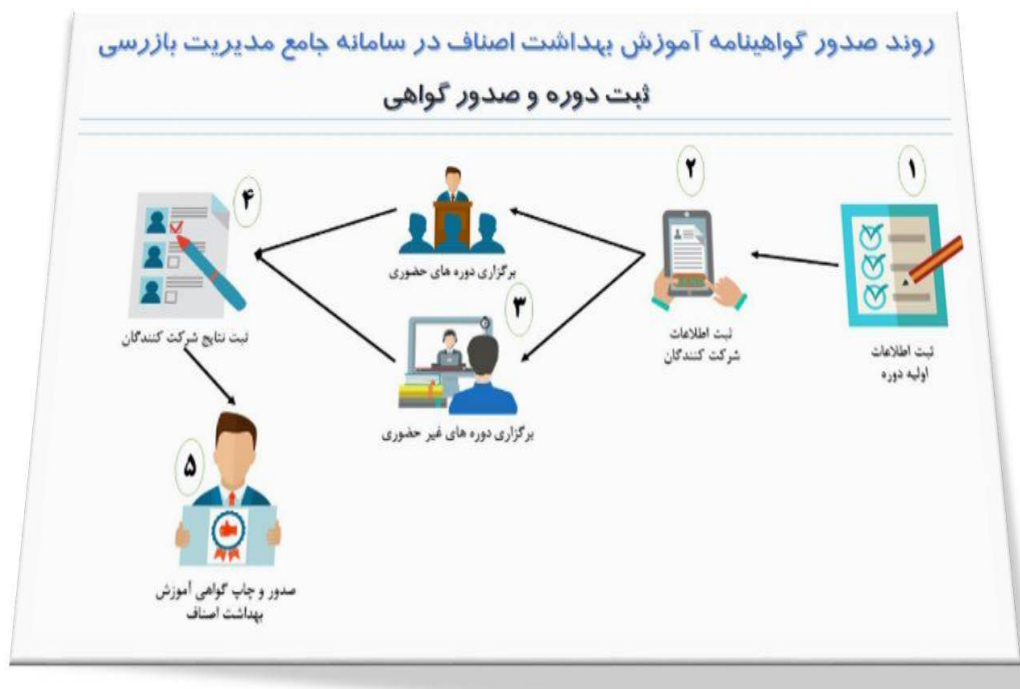 روند صدور گواهینامه آموزش بهداشت اصناف در سامانه جامع مدیریت بازرسی
ثبت دوره و صدور گواهی
۱
ثبت اطلاعات
اولیه دوره
۲
ثبت اطلاعات
شرکت کنندگان
برگزاری دوره های حضوری
۳
برگزاری دوره های غیر حضوری
۴
ثبت نتایج شرکت کنندگان
۵
صدور و چاپ گواهی آموزش
بهداشت اصناف